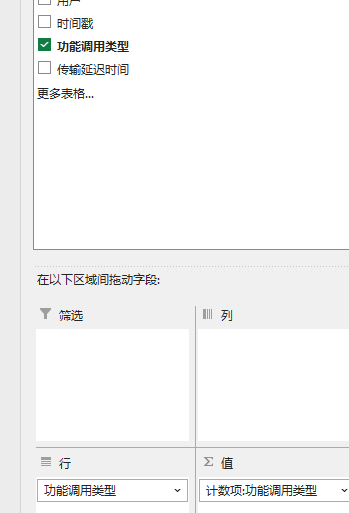 用户
时间戳
功能调用类型
传输延迟时间
更多表格...
在以下区域间拖动字段:
筛选
列
行
值
功能调用类型
计数项:功能调用类型